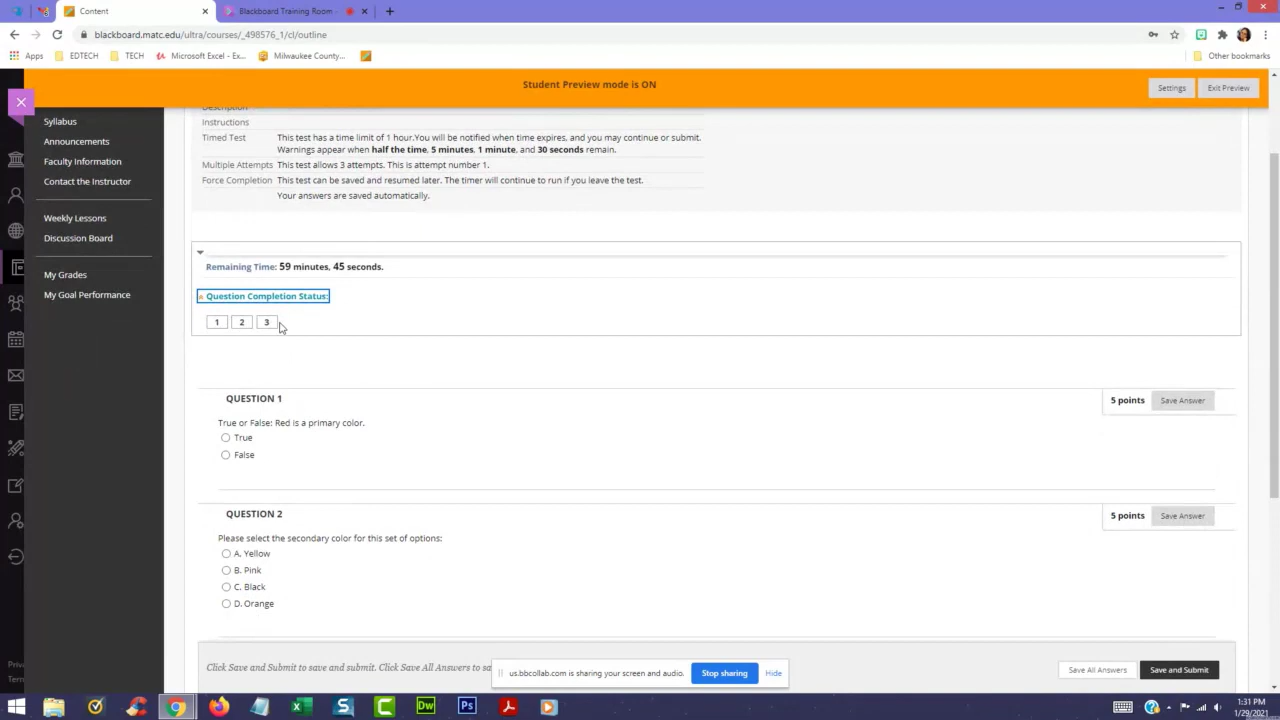 Content
Blackboard Training Room -
blackboard.matc.edu/ultra/courses/_498576_1/cl/outline
Apps
EDTECH
TECH
Microsoft Excel - Ex...
Milwaukee County...
Other bookmarks
Student Preview mode is ON
Settings
Exit Preview
Syllabus
Announcements
Faculty Information
Contact the Instructor
Weekly Lessons
Discussion Board
My Grades
My Goal Performance
Description
Instructions
Timed Test This test has a time limit of 1 hour.You will be notified when time expires, and you may continue or submit.
Warnings appear when half the time, 5 minutes, 1 minute, and 30 seconds remain.
Multiple Attempts This test allows 3 attempts. This is attempt number 1.
Force Completion This test can be saved and resumed later. The timer will continue to run if you leave the test.
Your answers are saved automatically.
Remaining Time: 59 minutes, 45 seconds.
Question Completion Status:
1 2 3
QUESTION 1
5 points Save Answer
True or False: Red is a primary color.
True
False
QUESTION 2
5 points Save Answer
Please select the secondary color for this set of options:
A. Yellow
B. Pink
C. Black
D. Orange
Click Save and Submit to save and submit. Click Save All Answers to sa
us.bbcollab.com is sharing your screen and audio.
Stop sharing
Hide
Save All Answers
Save and Submit
Priv
Term
Dw
Ps
1:31 PM
1/29/2021